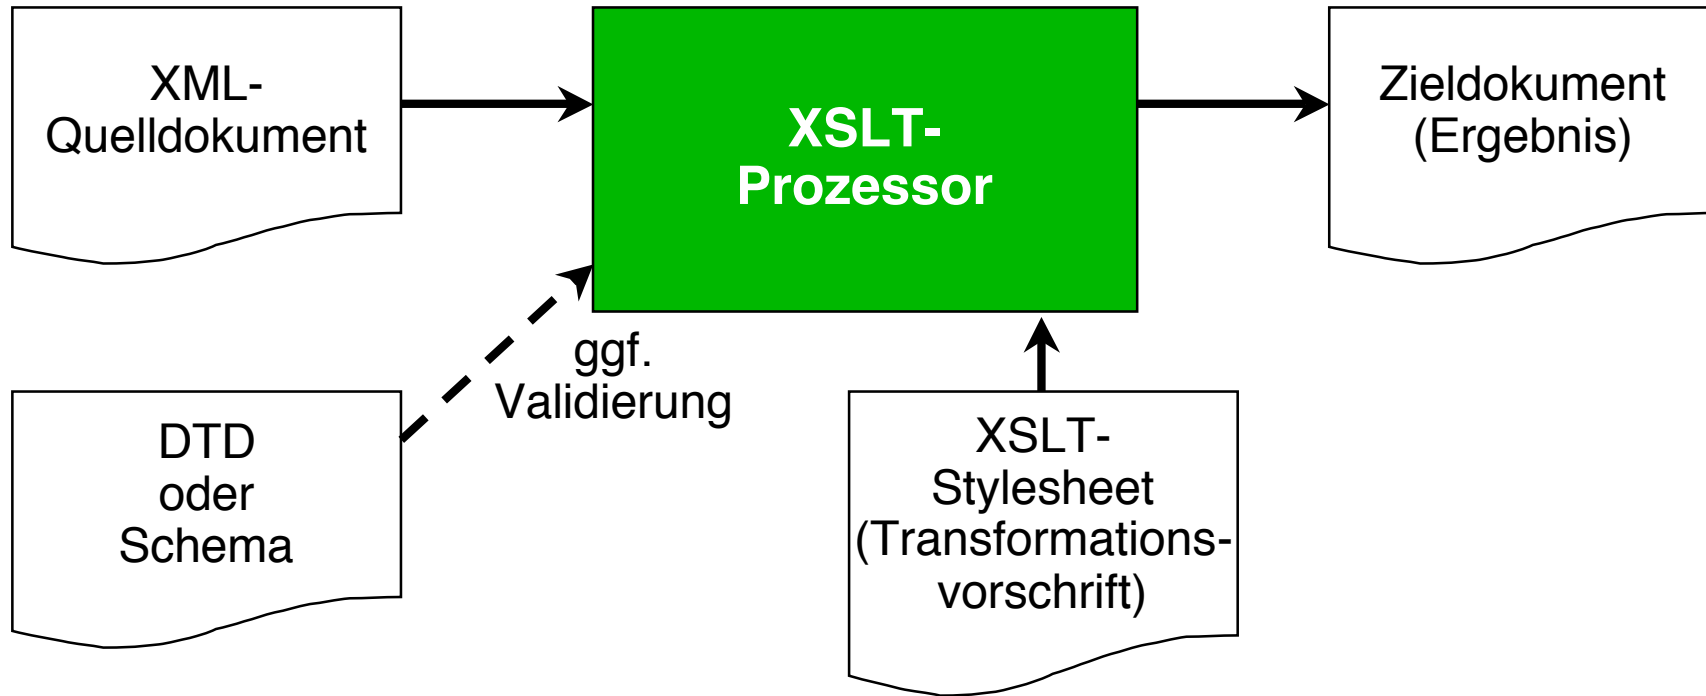 XML-
Quelldokument
XSLT-
Prozessor
Zieldokument
(Ergebnis)
ggf.
Validierung
DTD
oder
Schema
XSLT-
Stylesheet
(Transformations-
vorschrift)